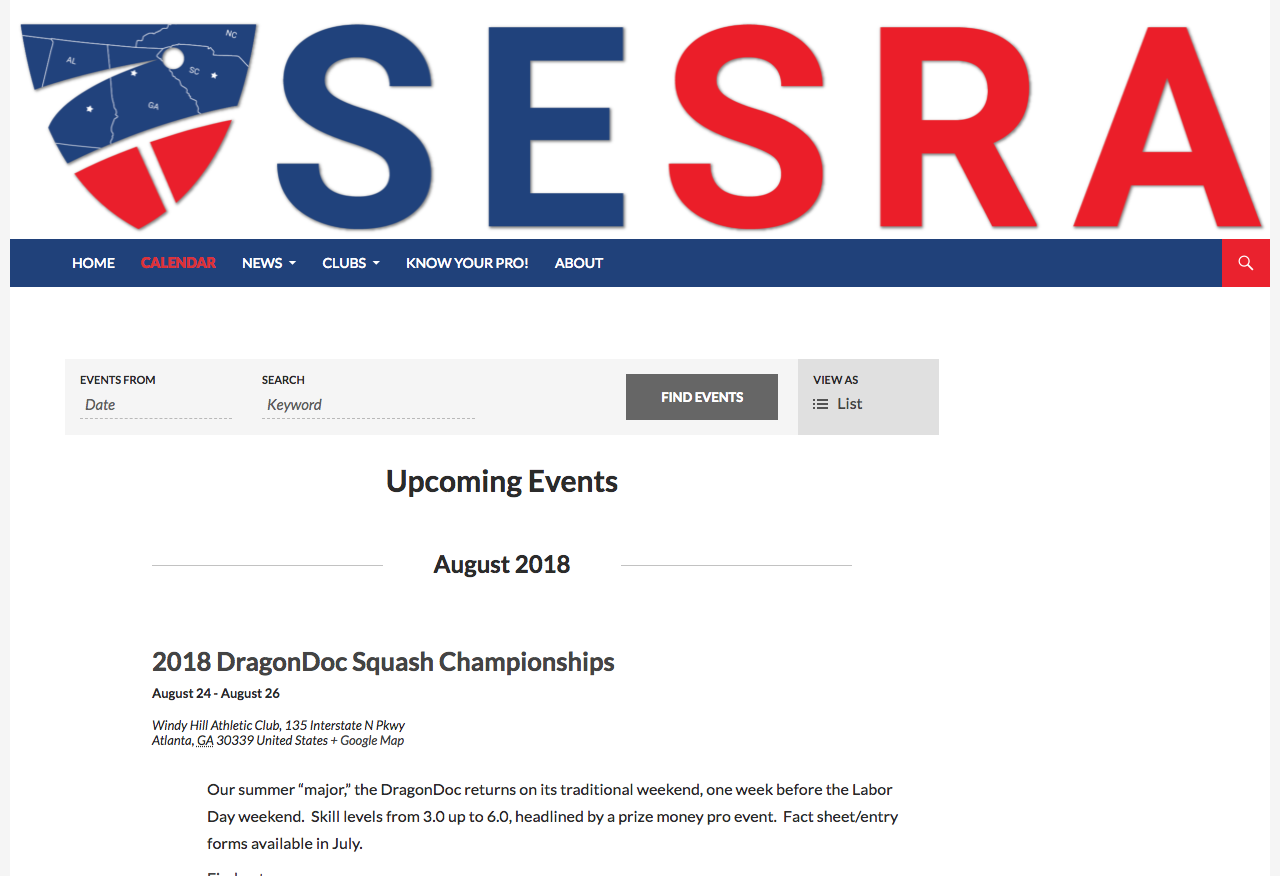 NC
AL
SC
GA
SESRA
HOME CALENDAR NEWS CLUBS KNOW YOUR PRO! ABOUT
EVENTS FROM SEARCH VIEW AS
Date Keyword FIND EVENTS List
Upcoming Events
August 2018
2018 DragonDoc Squash Championships
August 24 - August 26
Windy Hill Athletic Club, 135 Interstate N Pkwy
Atlanta, GA 30339 United States + Google Map
Our summer “major,” the DragonDoc returns on its traditional weekend, one week before the Labor
Day weekend.  Skill levels from 3.0 up to 6.0, headlined by a prize money pro event.  Fact sheet/entry
forms available in July.